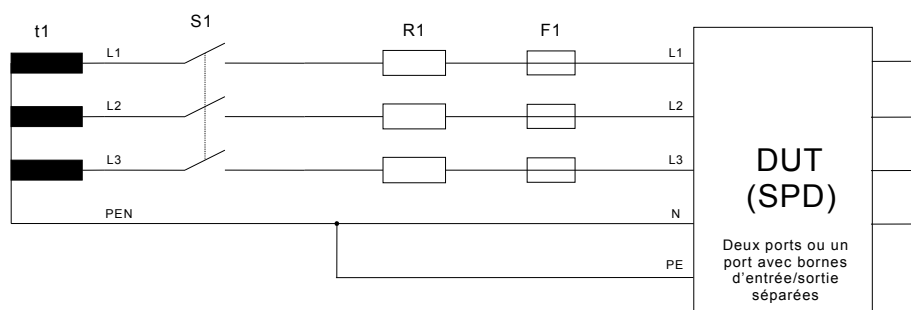 t1
S1
R1
F1
L1
L1
L2
L2
L3
L3
PEN
N
PE
DUT
(SPD)
Deux ports ou un
port avec bornes
d'entrée/sortie
séparées